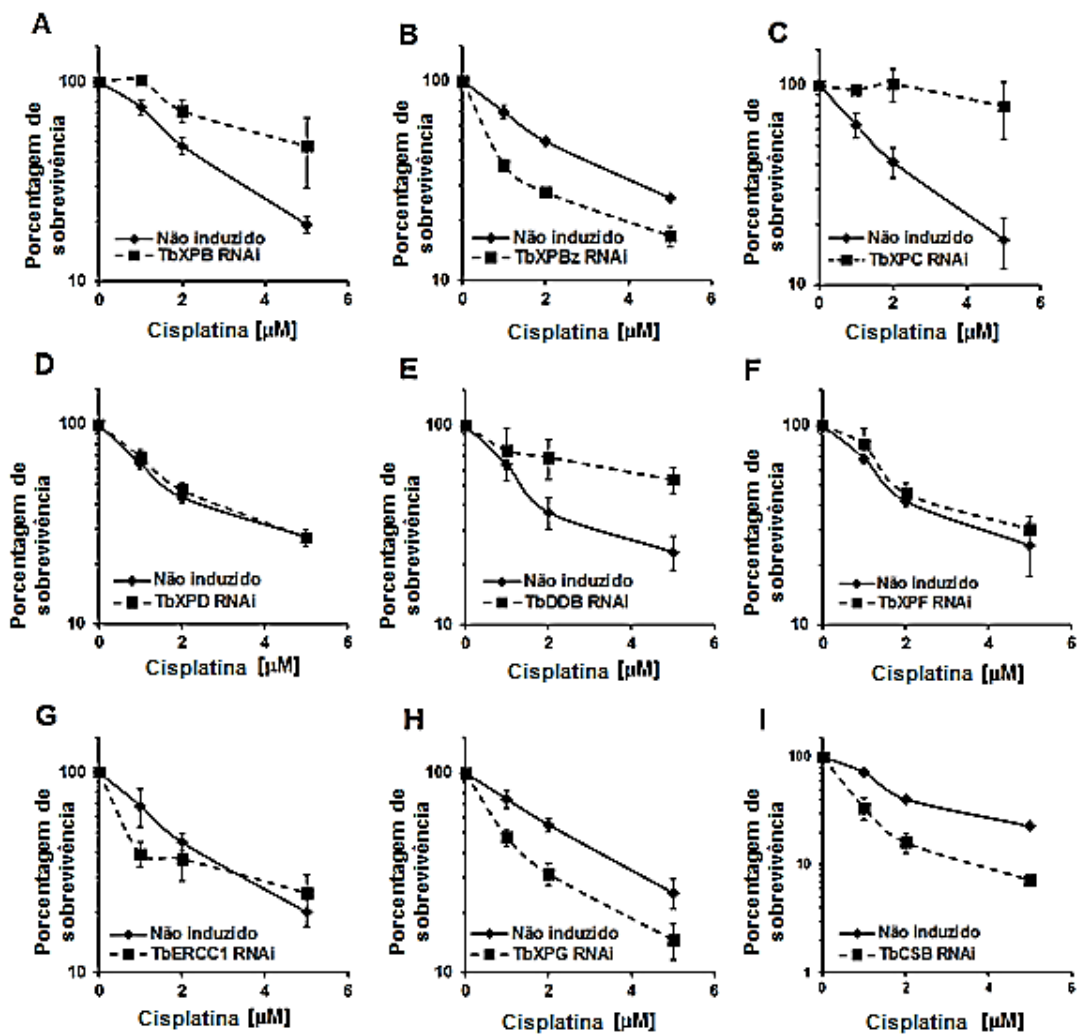 A
Porcentagem de
sobrevivência
100
10
Não induzido
TbXPB RNAi
0
2
4
6
Cisplatina [µM]
B
Porcentagem de
sobrevivência
100
10
Não induzido
TbXPBz RNAi
0
2
4
6
Cisplatina [µM]
C
Porcentagem de
sobrevivência
100
10
Não induzido
TbXPC RNAi
0
2
4
6
Cisplatina [µM]
D
Porcentagem de
sobrevivência
100
10
Não induzido
TbXPD RNAi
0
2
4
6
Cisplatina [µM]
E
Porcentagem de
sobrevivência
100
10
Não induzido
TbDDB RNAi
0
2
4
6
Cisplatina [µM]
F
Porcentagem de
sobrevivência
100
10
Não induzido
TbXPF RNAi
0
2
4
6
Cisplatina [µM]
G
Porcentagem de
sobrevivência
100
10
Não induzido
TbERCC1 RNAi
0
2
4
6
Cisplatina [µM]
H
Porcentagem de
sobrevivência
100
10
Não induzido
TbXPG RNAi
0
2
4
6
Cisplatina [µM]
I
Porcentagem de
sobrevivência
100
10
1
Não induzido
TbCSB RNAi
0
2
4
6
Cisplatina [µM]